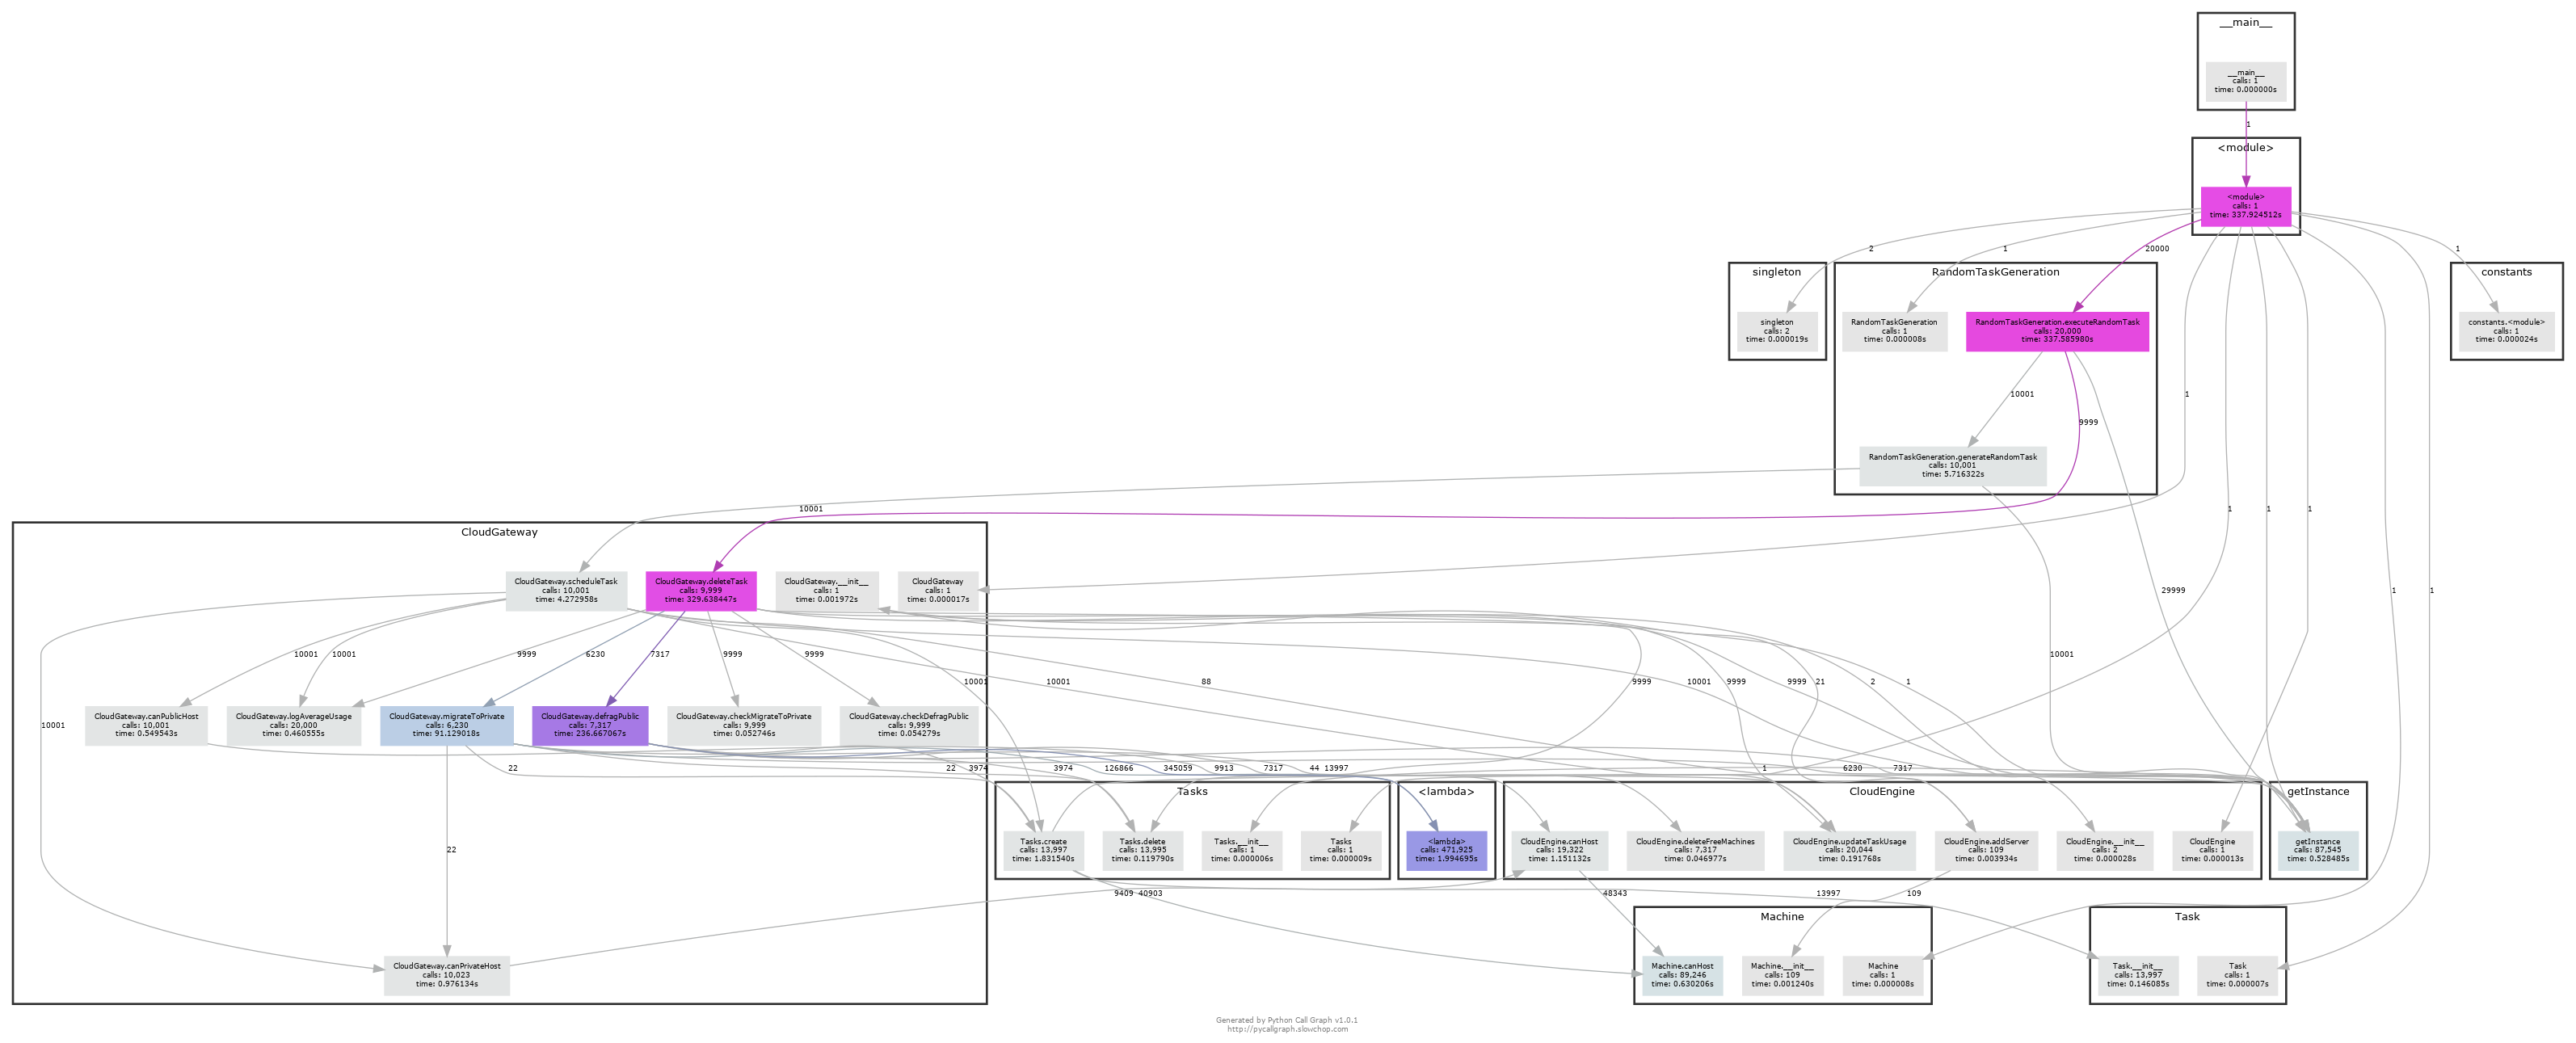 __main__
__main__
calls: 1
time: 0.000000s
1
<module>
<module>
calls: 1
time: 337.924512s
2
1
20000
1
singleton
singleton
calls: 2
time: 0.000019s
RandomTaskGeneration
RandomTaskGeneration
calls: 1
time: 0.000008s
RandomTaskGeneration.executeRandomTask
calls: 20,000
time: 337.585980s
constants
constants.<module>
calls: 1
time: 0.000024s
10001
1
9999
RandomTaskGeneration.generateRandomTask
calls: 10,001
time: 5.716322s
10001
1
1
1
CloudGateway
CloudGateway.scheduleTask
calls: 10,001
time: 4.272958s
CloudGateway.deleteTask
calls: 9,999
time: 329.638447s
CloudGateway.__init__
calls: 1
time: 0.001972s
CloudGateway
calls: 1
time: 0.000017s
29999
1
1
10001
10001
9999
6230
7317
9999
9999
10001
10001
88
9999
10001
9999
9999
21
2
1
10001
CloudGateway.canPublicHost
calls: 10,001
time: 0.549543s
CloudGateway.logAverageUsage
calls: 20,000
time: 0.460555s
CloudGateway.migrateToPrivate
calls: 6,230
time: 91.129018s
CloudGateway.defragPublic
calls: 7,317
time: 236.667067s
CloudGateway.checkMigrateToPrivate
calls: 9,999
time: 0.052746s
CloudGateway.checkDefragPublic
calls: 9,999
time: 0.054279s
10001
22
22
3974
3974
126866
345059
9913
7317
44
13997
1
6230
7317
Tasks
Tasks.create
calls: 13,997
time: 1.831540s
Tasks.delete
calls: 13,995
time: 0.119790s
Tasks.__init__
calls: 1
time: 0.000006s
Tasks
calls: 1
time: 0.000009s
<lambda>
<lambda>
calls: 471,925
time: 1.994695s
CloudEngine
CloudEngine.canHost
calls: 19,322
time: 1.151132s
CloudEngine.deleteFreeMachines
calls: 7,317
time: 0.046977s
CloudEngine.updateTaskUsage
calls: 20,044
time: 0.191768s
CloudEngine.addServer
calls: 109
time: 0.003934s
CloudEngine.__init__
calls: 2
time: 0.000028s
CloudEngine
calls: 1
time: 0.000013s
getInstance
getInstance
calls: 87,545
time: 0.528485s
22
9409
40903
48343
13997
109
CloudGateway.canPrivateHost
calls: 10,023
time: 0.976134s
Machine
Machine.canHost
calls: 89,246
time: 0.630206s
Machine.__init__
calls: 109
time: 0.001240s
Machine
calls: 1
time: 0.000008s
Task
Task.__init__
calls: 13,997
time: 0.146085s
Task
calls: 1
time: 0.000007s
Generated by Python Call Graph v1.0.1
http://pycallgraph.slowchop.com